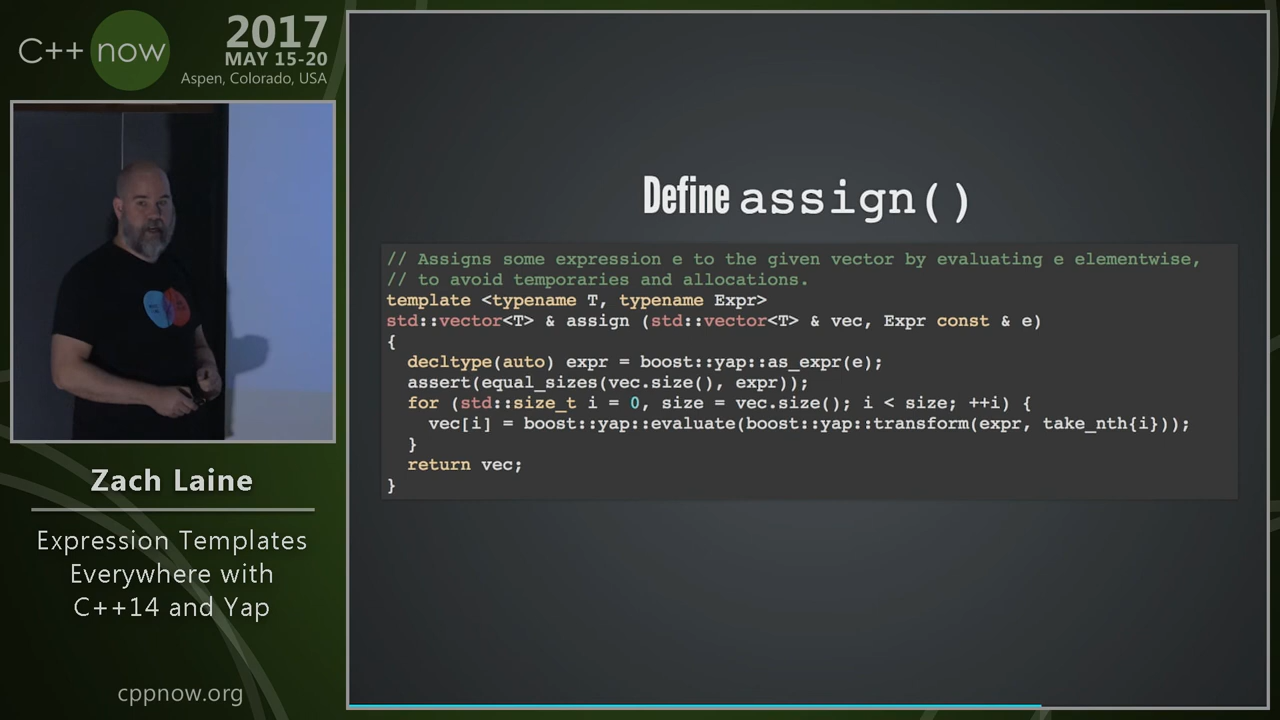 C++ now
2017
MAY 15-20
Aspen, Colorado, USA
Zach Laine
Expression Templates
Everywhere with
C++14 and Yap
cppnow.org
Define assign()
// Assigns some expression e to the given vector by evaluating e elementwise,
// to avoid temporaries and allocations.
template <typename T, typename Expr>
std::vector<T> & assign (std::vector<T> & vec, Expr const & e)
{
  decltype(auto) expr = boost::yap::as_expr(e);
  assert(equal_sizes(vec.size(), expr));
  for (std::size_t i = 0, size = vec.size(); i < size; ++i) {
    vec[i] = boost::yap::evaluate(boost::yap::transform(expr, take_nth{i}));
  }
  return vec;
}